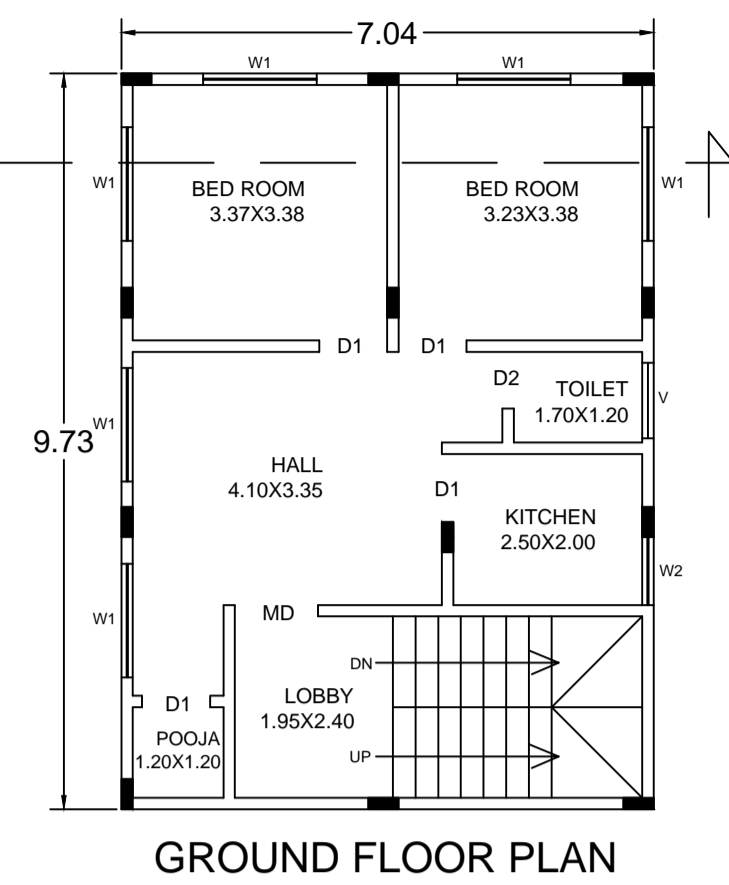 7.04
W1
W1
W1
BED ROOM
3.37X3.38
BED ROOM
3.23X3.38
W1
D1
D1
D2
TOILET
1.70X1.20
V
W1
9.73
HALL
4.10X3.35
D1
KITCHEN
2.50X2.00
W2
W1
MD
DN
LOBBY
1.95X2.40
D1
POOJA
1.20X1.20
UP
GROUND FLOOR PLAN